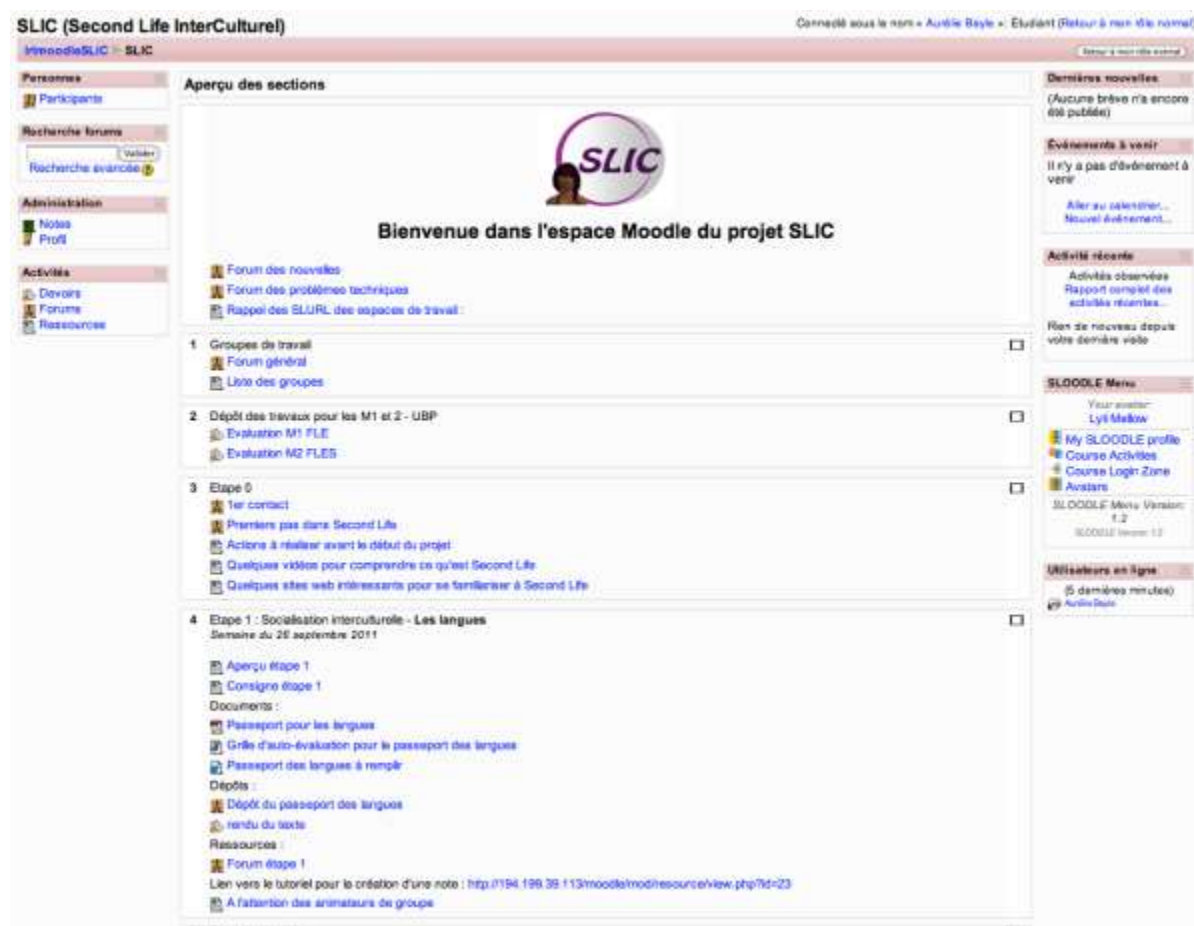 SLIC (Second Life InterCulturel)
Connecté sous le nom « Aurélie Bayle »: Etudiant (Retour à mon rôle normal)
lrlmoodleSLIC ► SLIC
Retour à mon rôle normal
Personnes
Participants
Recherche forums
Valider
Recherche avancée
Administration
Notes
Profil
Activités
Devoirs
Forums
Ressources
Aperçu des sections
SLIC
Bienvenue dans l'espace Moodle du projet SLIC
Forum des nouvelles
Forum des problèmes techniques
Rappel des SLURL des espaces de travail :
1 Groupes de travail
Forum général
Liste des groupes
2 Dépôt des travaux pour les M1 et 2 - UBP
Evaluation M1 FLE
Evaluation M2 FLES
3 Etape 0
1er contact
Premiers pas dans Second Life
Actions à réaliser avant le début du projet
Quelques vidéos pour comprendre ce qu'est Second Life
Quelques sites web intéressants pour se familiariser à Second Life
4 Etape 1 : Socialisation interculturelle - Les langues
Semaine du 26 septembre 2011
Aperçu étape 1
Consigne étape 1
Documents :
Passeport pour les langues
Grille d'auto-évaluation pour le passeport des langues
Passeport des langues à remplir
Dépôts :
Dépôt du passeport des langues
rendu du texte
Ressources :
Forum étape 1
Lien vers le tutoriel pour la création d'une note : http://194.199.39.113/moodle/mod/resource/view.php?id=23
A l'attention des animateurs de groupe
Dernières nouvelles
(Aucune brève n'a encore
été publiée)
Événements à venir
Il n'y a pas d'événement à
venir
Aller au calendrier...
Nouvel événement...
Activité récente
Activités observées
Rapport complet des
activités récentes...
Rien de nouveau depuis
votre dernière visite
SLOODLE Menu
Your avatar:
Lyli Mellow
My SLOODLE profile
Course Activities
Course Login Zone
Avatars
SLOODLE Menu Version:
1.2
SLOODLE Version: 1.2
Utilisateurs en ligne
(5 dernières minutes)
Aurélie Bayle